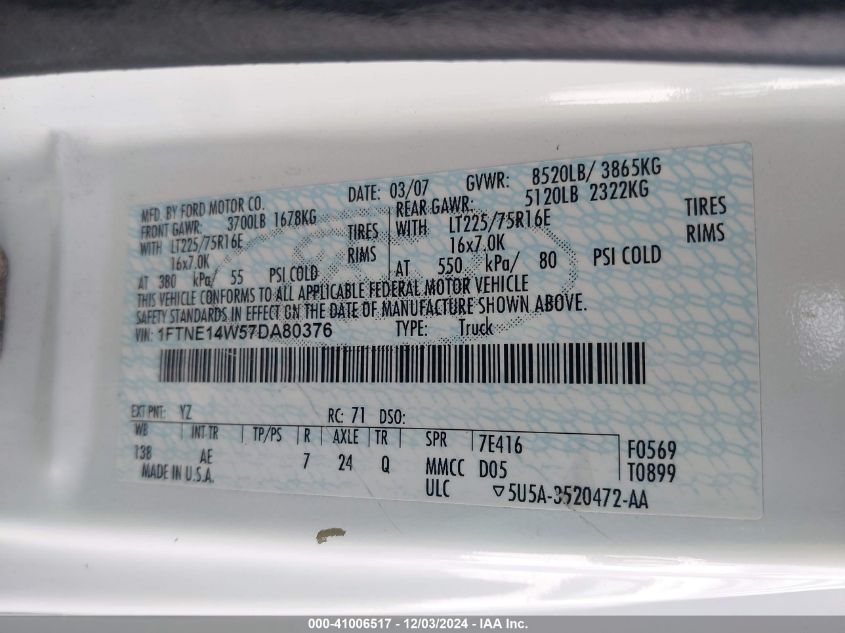 MFD. BY FORD MOTOR CO. DATE: 03/07 GVWR: 8520LB/ 3865KG
FRONT GAWR: 3700LB 1678KG REAR GAWR: 5120LB 2322KG
WITH LT225/75R16E TIRES WITH LT225/75R16E TIRES
16x7.0K RIMS 16x7.0K RIMS
AT 380 kPa/ 55 PSI COLD AT 550 kPa/ 80 PSI COLD
THIS VEHICLE CONFORMS TO ALL APPLICABLE FEDERAL MOTOR VEHICLE
SAFETY STANDARDS IN EFFECT ON THE DATE OF MANUFACTURE SHOWN ABOVE.
VIN: 1FTNE14W57DA80376 TYPE: Truck
EXT PNT: YZ RC: 71 DSO:
WB INT TR TP/PS R AXLE TR SPR 7E416 F0569
138 AE 7 24 Q MMCC D05 T0899
MADE IN U.S.A. ULC ▽5U5A-3520472-AA
000-41006517 - 12/03/2024 - IAA Inc.